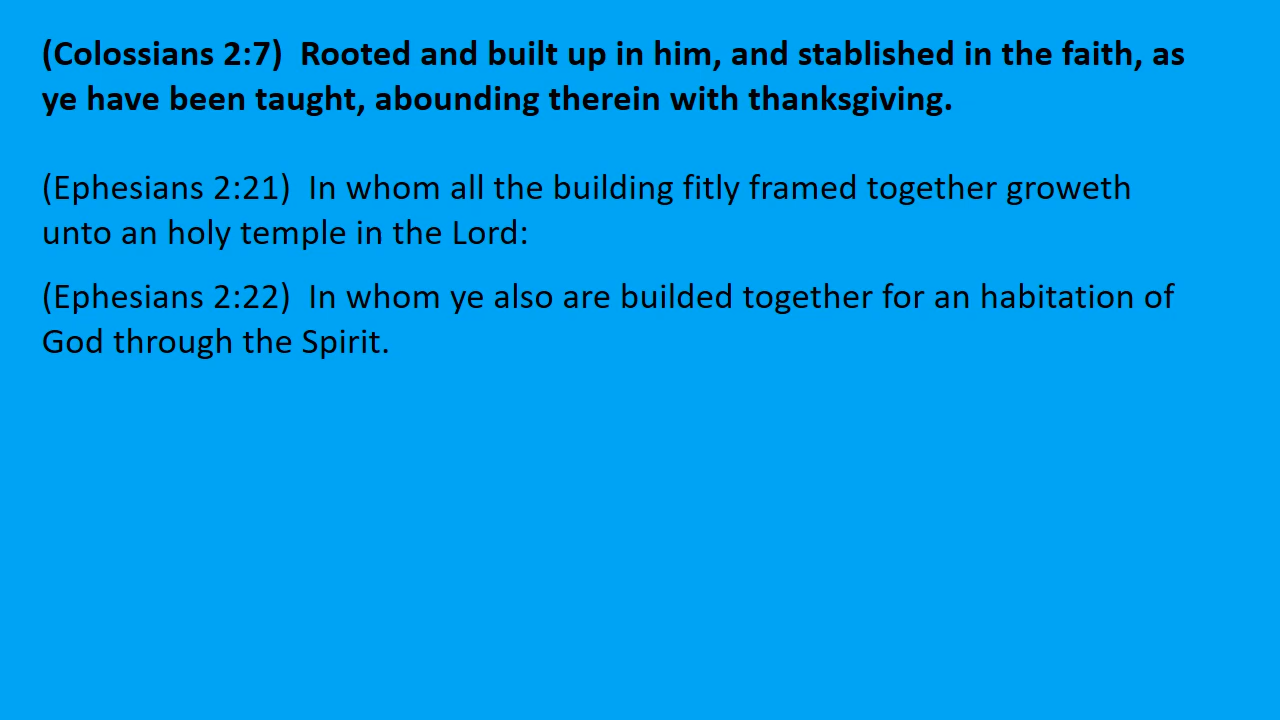 (Colossians 2:7)  Rooted and built up in him, and stablished in the faith, as
ye have been taught, abounding therein with thanksgiving.
(Ephesians 2:21)  In whom all the building fitly framed together groweth
unto an holy temple in the Lord:
(Ephesians 2:22)  In whom ye also are builded together for an habitation of
God through the Spirit.